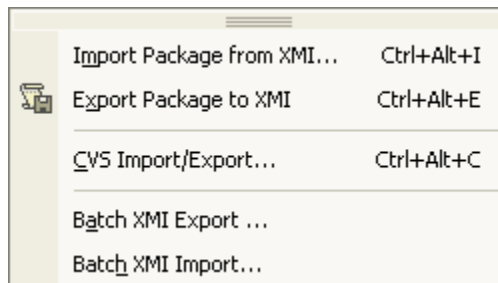 Import Package from XMI... Ctrl+Alt+I
Export Package to XMI Ctrl+Alt+E
CVS Import/Export... Ctrl+Alt+C
Batch XMI Export ...
Batch XMI Import...